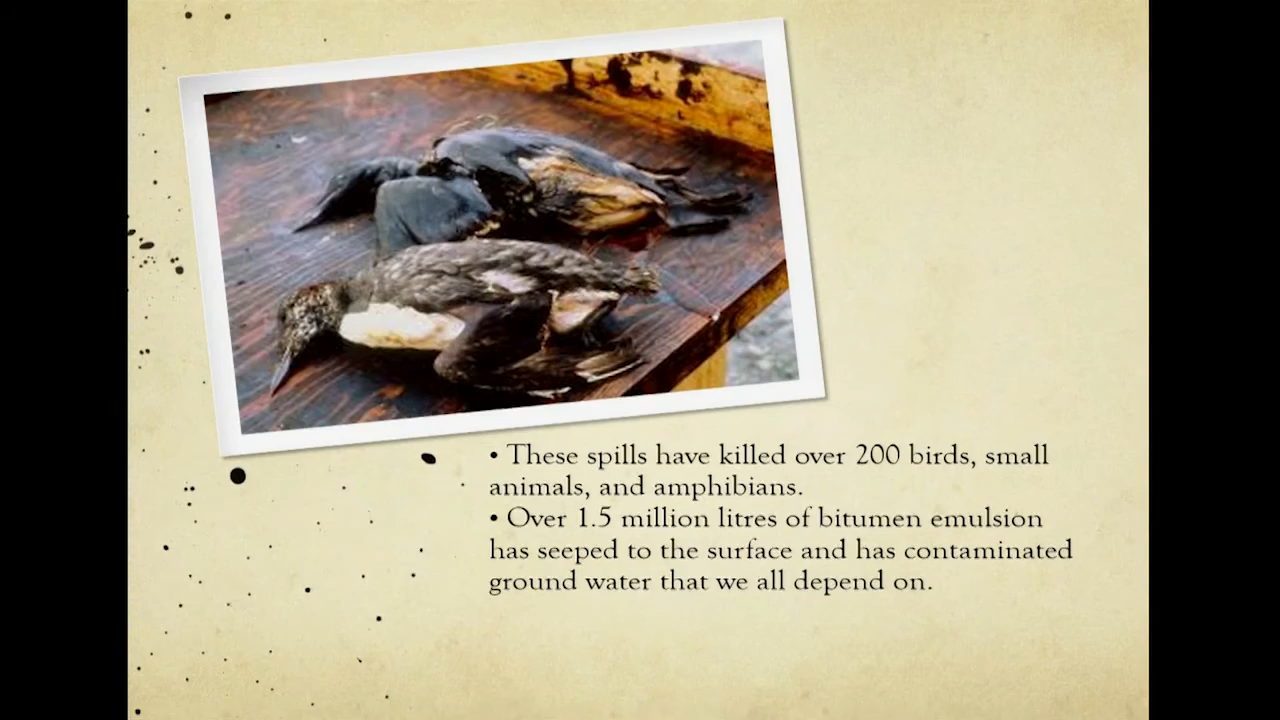 • These spills have killed over 200 birds, small
animals, and amphibians.
• Over 1.5 million litres of bitumen emulsion
has seeped to the surface and has contaminated
ground water that we all depend on.